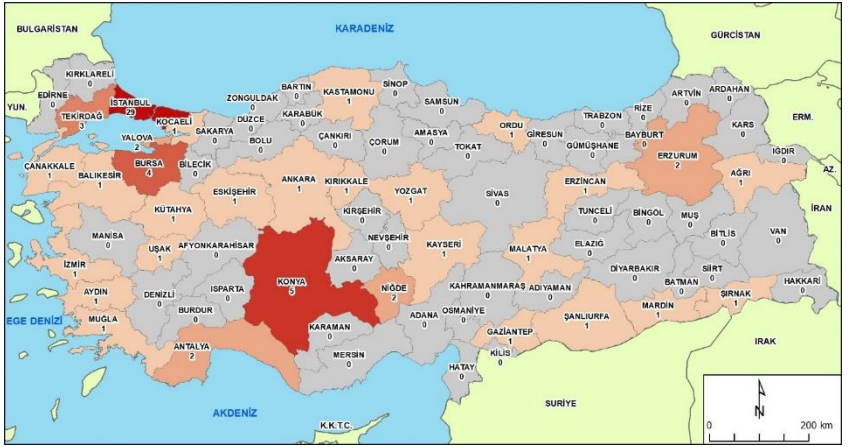 BULGARİSTAN
KARADENİZ
GÜRCİSTAN
KIRKLARELİ
0
EDİRNE
0
İSTANBUL
29
TEKİRDAĞ
3
KOCAELİ
1
YUN.
YALOVA
2
SAKARYA
0
DÜZCE
0
ZONGULDAK
0
BARTIN
0
KARABÜK
0
KASTAMONU
1
SİNOP
0
SAMSUN
0
ORDU
1
GİRESUN
0
TRABZON
0
RİZE
0
ARTVİN
0
ARDAHAN
0
KARS
0
ERM.
BOLU
0
ÇANKIRI
0
ÇORUM
0
AMASYA
0
TOKAT
0
GÜMÜŞHANE
0
BAYBURT
0
ERZURUM
2
IĞDIR
0
AZ.
ÇANAKKALE
1
BALIKESİR
1
BURSA
4
BİLECİK
0
ESKİŞEHİR
1
ANKARA
1
KIRIKKALE
1
YOZGAT
1
SİVAS
0
ERZİNCAN
1
AĞRI
1
İRAN
KÜTAHYA
1
KIRŞEHİR
0
TUNCELİ
0
BİNGÖL
0
MUŞ
0
BİTLİS
0
VAN
0
MANİSA
0
UŞAK
1
AFYONKARAHİSAR
0
NEVŞEHİR
0
KAYSERİ
1
MALATYA
1
ELAZIĞ
0
İZMİR
1
AKSARAY
0
KONYA
5
NİĞDE
2
KAHRAMANMARAŞ
0
ADIYAMAN
0
DİYARBAKIR
0
BATMAN
0
SİİRT
0
HAKKARİ
0
AYDIN
1
DENİZLİ
0
ISPARTA
0
BURDUR
0
ŞIRNAK
1
MARDİN
1
EGE DENİZİ
MUĞLA
1
ANTALYA
2
KARAMAN
0
MERSİN
0
ADANA
0
OSMANİYE
0
GAZİANTEP
1
ŞANLIURFA
1
KİLİS
0
HATAY
0
IRAK
SURİYE
AKDENİZ
K.K.T.C.
N
0 200 km